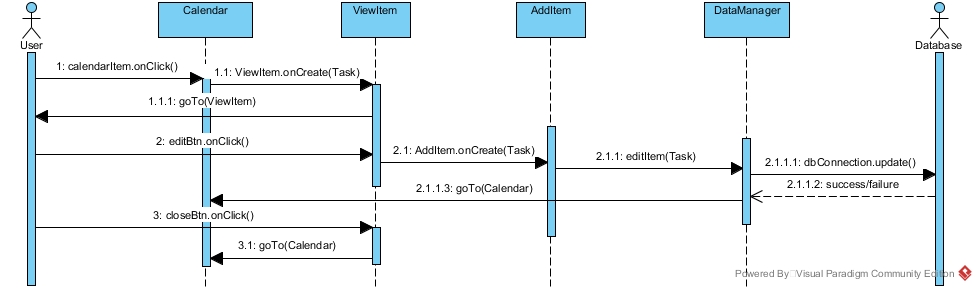 Calendar
ViewItem
AddItem
DataManager
User
Database
1: calendarItem.onClick()
1.1: ViewItem.onCreate(Task)
1.1.1: goTo(ViewItem)
2: editBtn.onClick()
2.1: AddItem.onCreate(Task)
2.1.1: editItem(Task)
2.1.1.1: dbConnection.update()
2.1.1.2: success/failure
2.1.1.3: goTo(Calendar)
3: closeBtn.onClick()
3.1: goTo(Calendar)
Powered By Visual Paradigm Community Edition